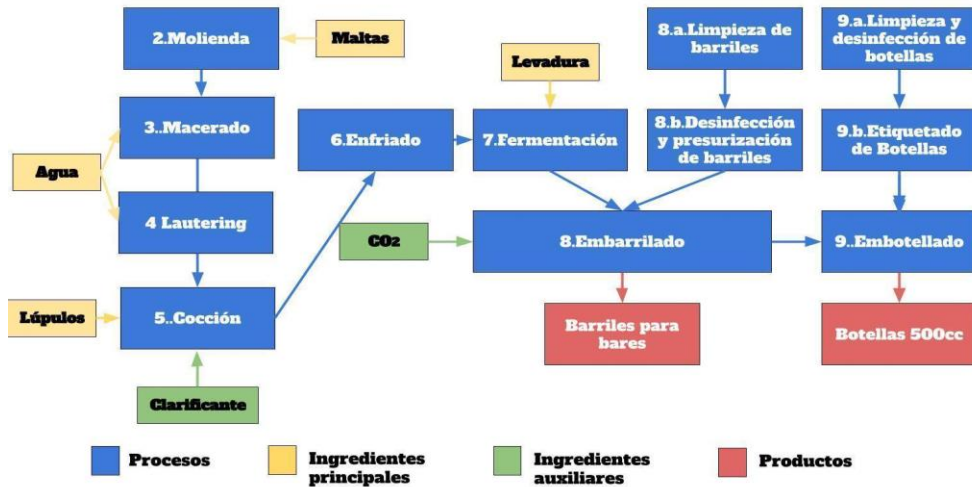 2.Molienda
Maltas
3..Macerado
Agua
4 Lautering
Lúpulos
5..Cocción
Clarificante
6.Enfriado
Levadura
7.Fermentación
8.a.Limpieza de
barriles
8.b.Desinfección
y presurización
de barriles
9.a.Limpieza y
desinfección de
botellas
9.b.Etiquetado
de Botellas
CO2
8.Embarrilado
9..Embotellado
Barriles para
bares
Botellas 500cc
Procesos
Ingredientes
principales
Ingredientes
auxiliares
Productos